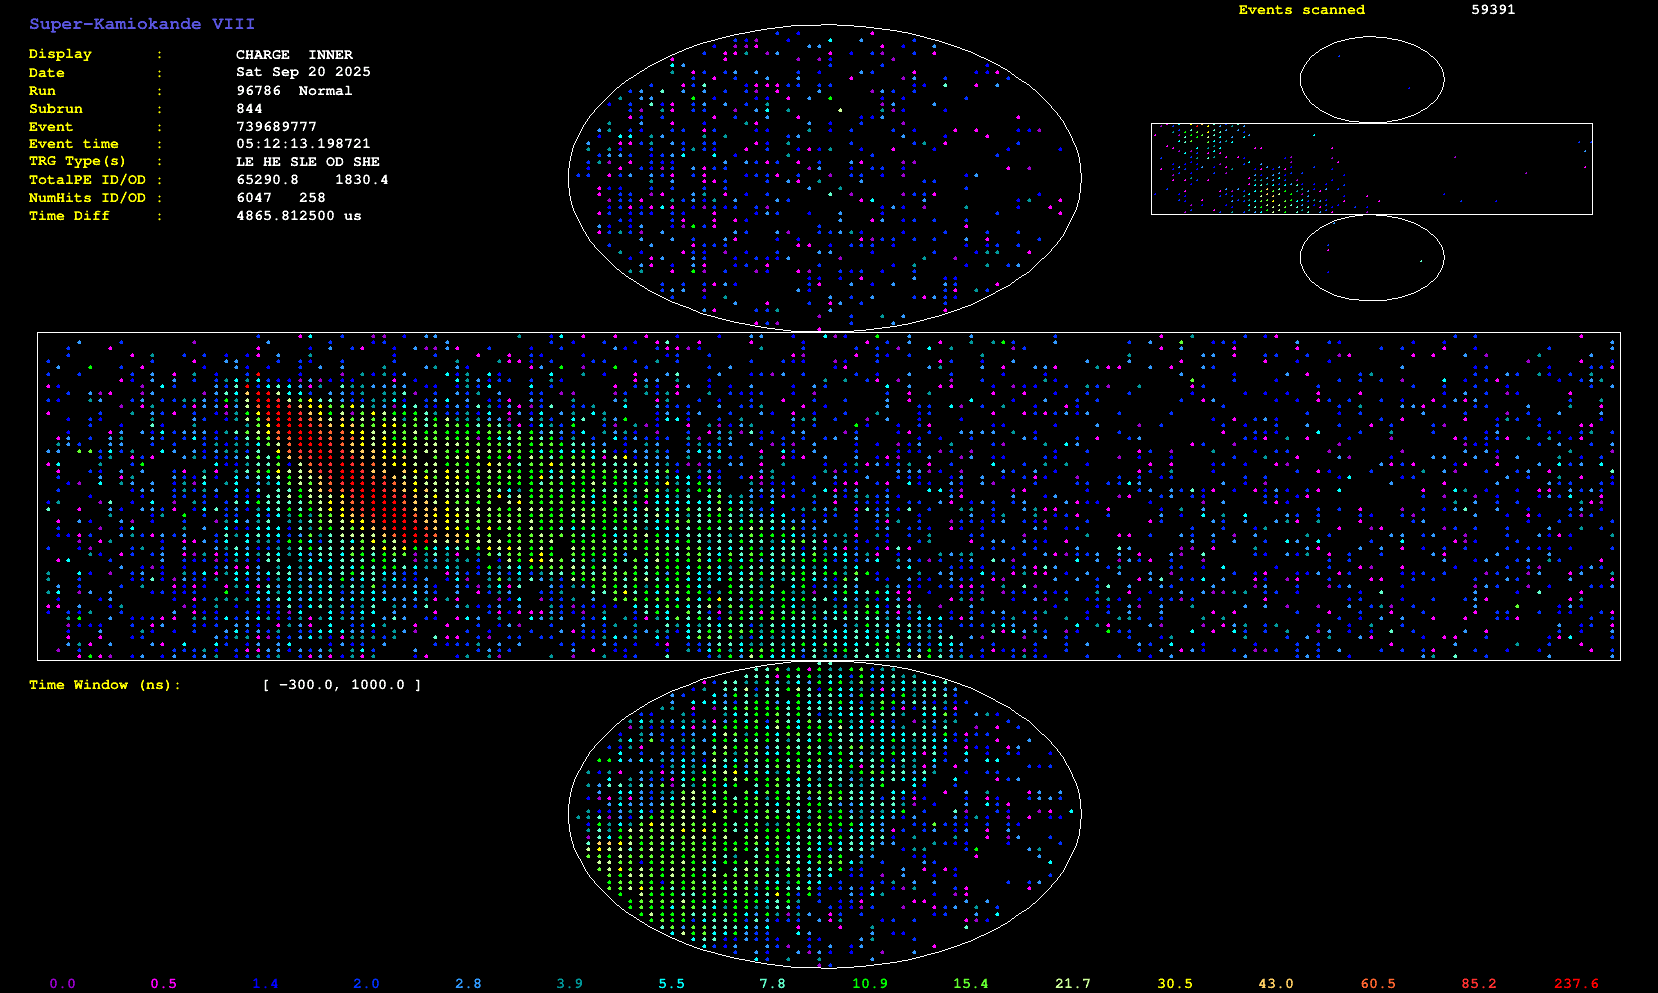 Super-Kamiokande VIII
Display : CHARGE INNER
Date : Sat Sep 20 2025
Run : 96786 Normal
Subrun : 844
Event : 739689777
Event time : 05:12:13.198721
TRG Type(s) : LE HE SLE OD SHE
TotalPE ID/OD : 65290.8 1830.4
NumHits ID/OD : 6047 258
Time Diff : 4865.812500 us
Events scanned 59391
Time Window (ns): [ -300.0, 1000.0 ]
0.0 0.5 1.4 2.0 2.8 3.9 5.5 7.8 10.9 15.4 21.7 30.5 43.0 60.5 85.2 237.6